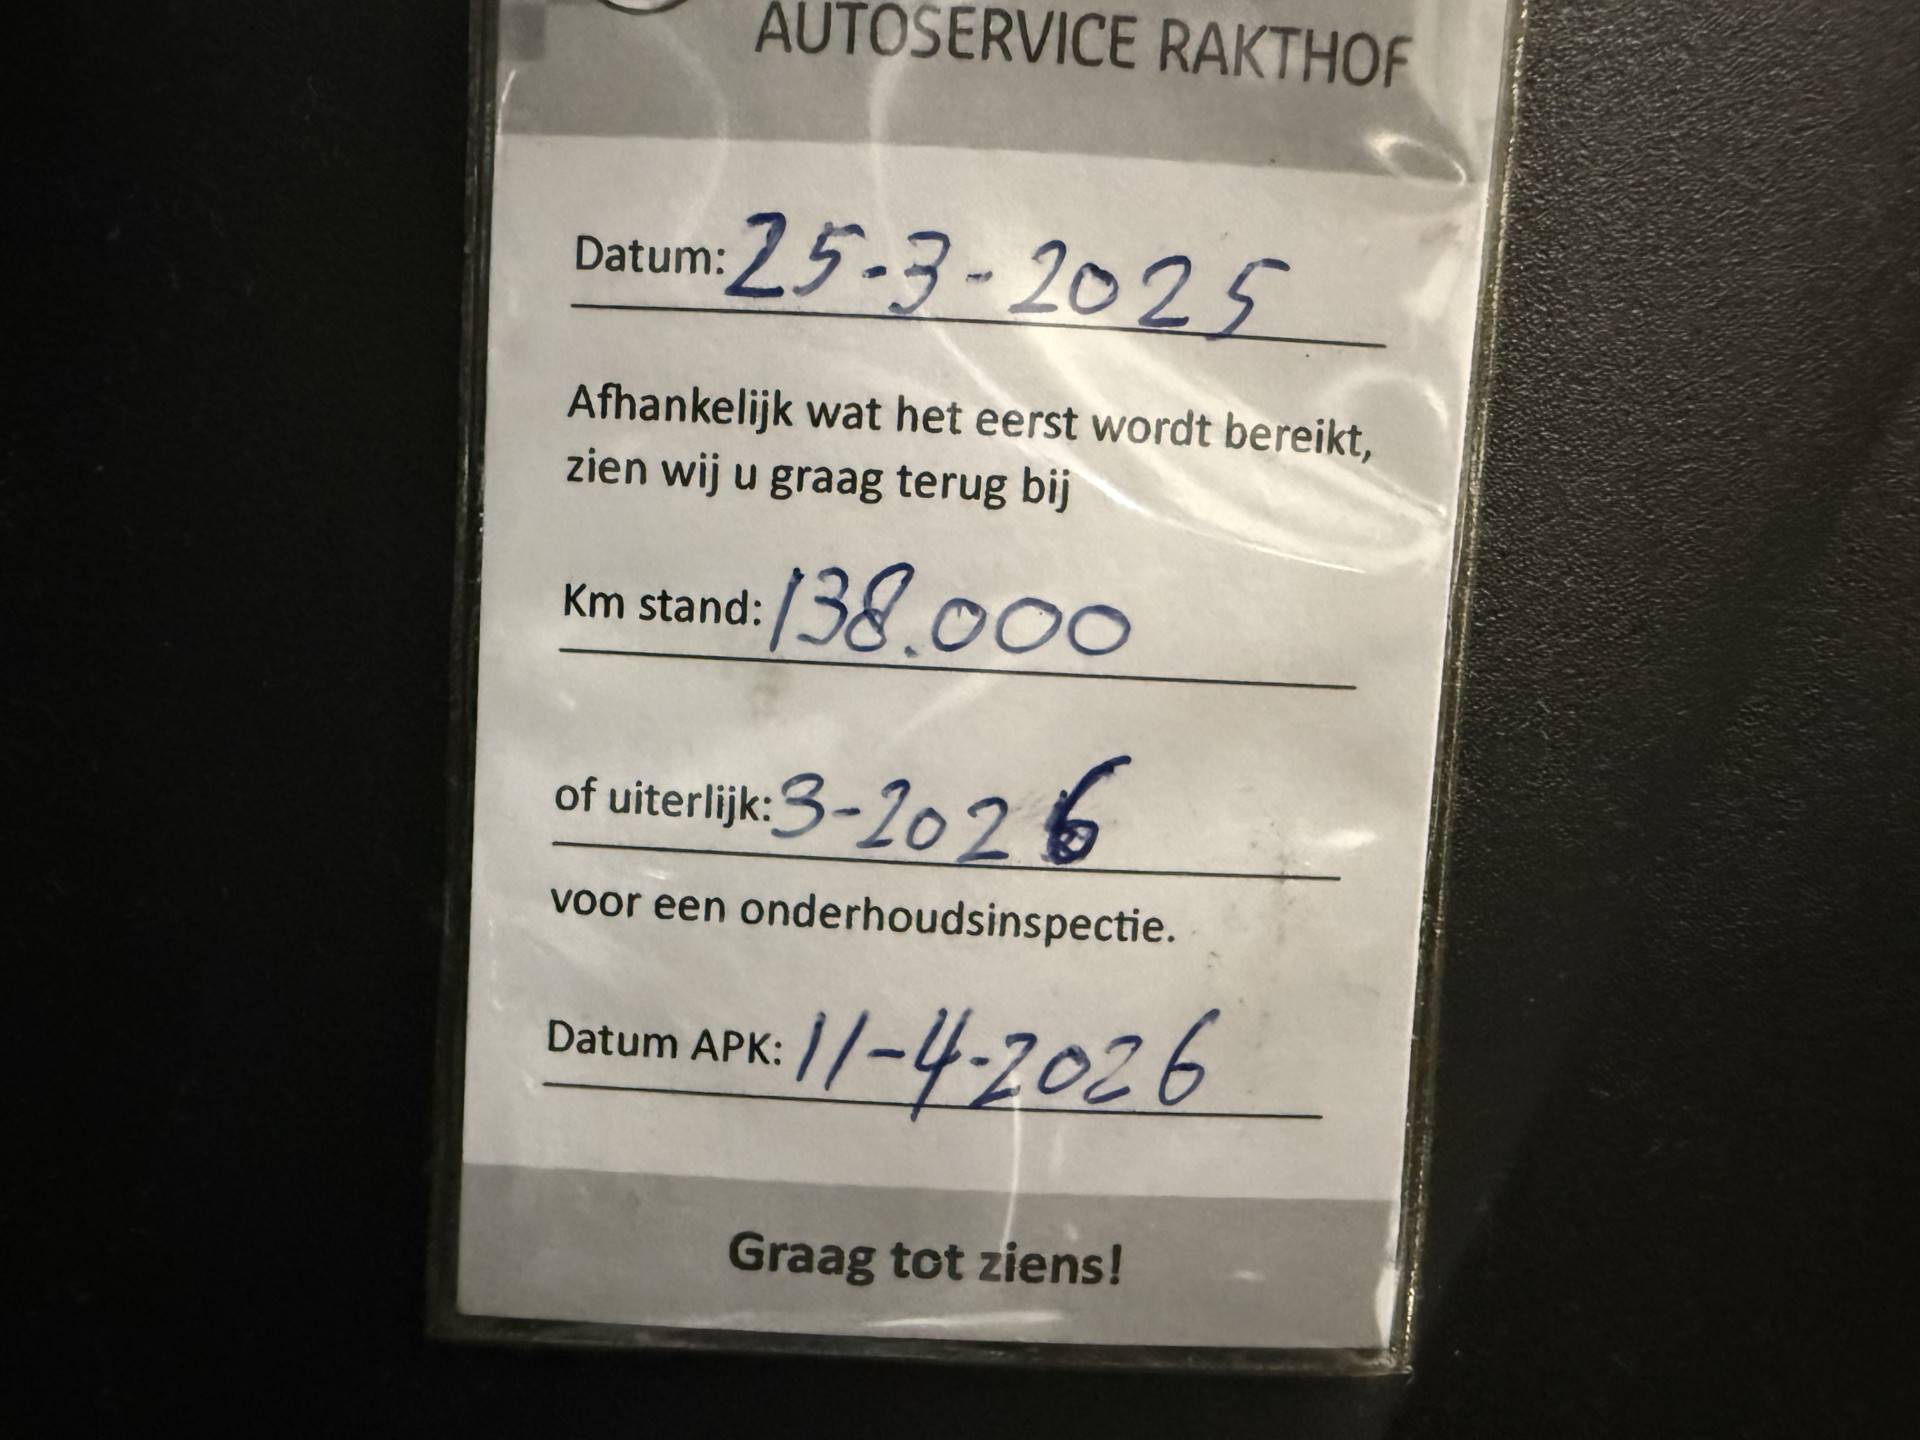 AUTOSERVICE RAKTHOF
Datum: 25-3-2025
Afhankelijk wat het eerst wordt bereikt,
zien wij u graag terug bij
Km stand: 138.000
of uiterlijk: 3-2026
voor een onderhoudsinspectie.
Datum APK: 11-4-2026
Graag tot ziens!